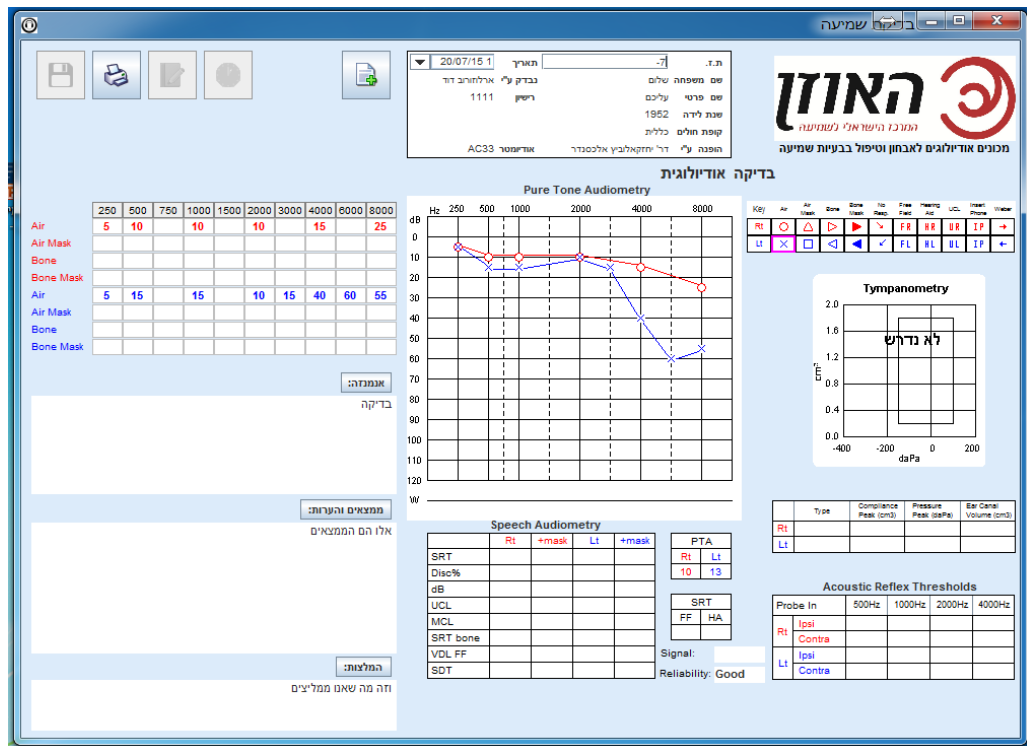 בדיקת שמיעה
ת.ז. -7 תאריך 20/07/15 1
שם משפחה שלום נבדק ע"י ארלוזורוב דוד
שם פרטי עליכם רישיון 1111
שנת לידה 1952
קופת חולים כללית
הופנה ע"י דר' יחזקאלוביץ אלכסנדר אודיומטר AC33
האוזן
המרכז הישראלי לשמיעה
מכונים אודיולוגים לאבחון וטיפול בבעיות שמיעה
בדיקה אודיולוגית
250 500 750 1000 1500 2000 3000 4000 6000 8000
Air 5 10 10 10 15 25
Air Mask
Bone
Bone Mask
Air 5 15 15 10 15 40 60 55
Air Mask
Bone
Bone Mask
אנמנזה:
בדיקה
ממצאים והערות:
אלו הם הממצאים
המלצות:
וזה מה שאנו ממליצים
Pure Tone Audiometry
Hz 250 500 1000 2000 4000 8000
dB
0
10
20
30
40
50
60
70
80
90
100
110
120
W
Speech Audiometry
Rt +mask Lt +mask
SRT
Disc%
dB
UCL
MCL
SRT bone
VDL FF
SDT
PTA
Rt Lt
10 13
SRT
FF HA
Signal:
Reliability: Good
Key Air Air Mask Bone Bone Mask No Resp. Free Field Hearing Aid UCL Insert Phone Weber
Rt FR HR UR IP
Lt FL HL UL IP
Tympanometry
לא נדרש
2.0
1.6
1.2
0.8
0.4
0.0
cm³
-400 -200 0 200
daPa
Type Compliance Peak (cm3) Pressure Peak (daPa) Ear Canal Volume (cm3)
Rt
Lt
Acoustic Reflex Thresholds
Probe In 500Hz 1000Hz 2000Hz 4000Hz
Rt Ipsi
Contra
Lt Ipsi
Contra